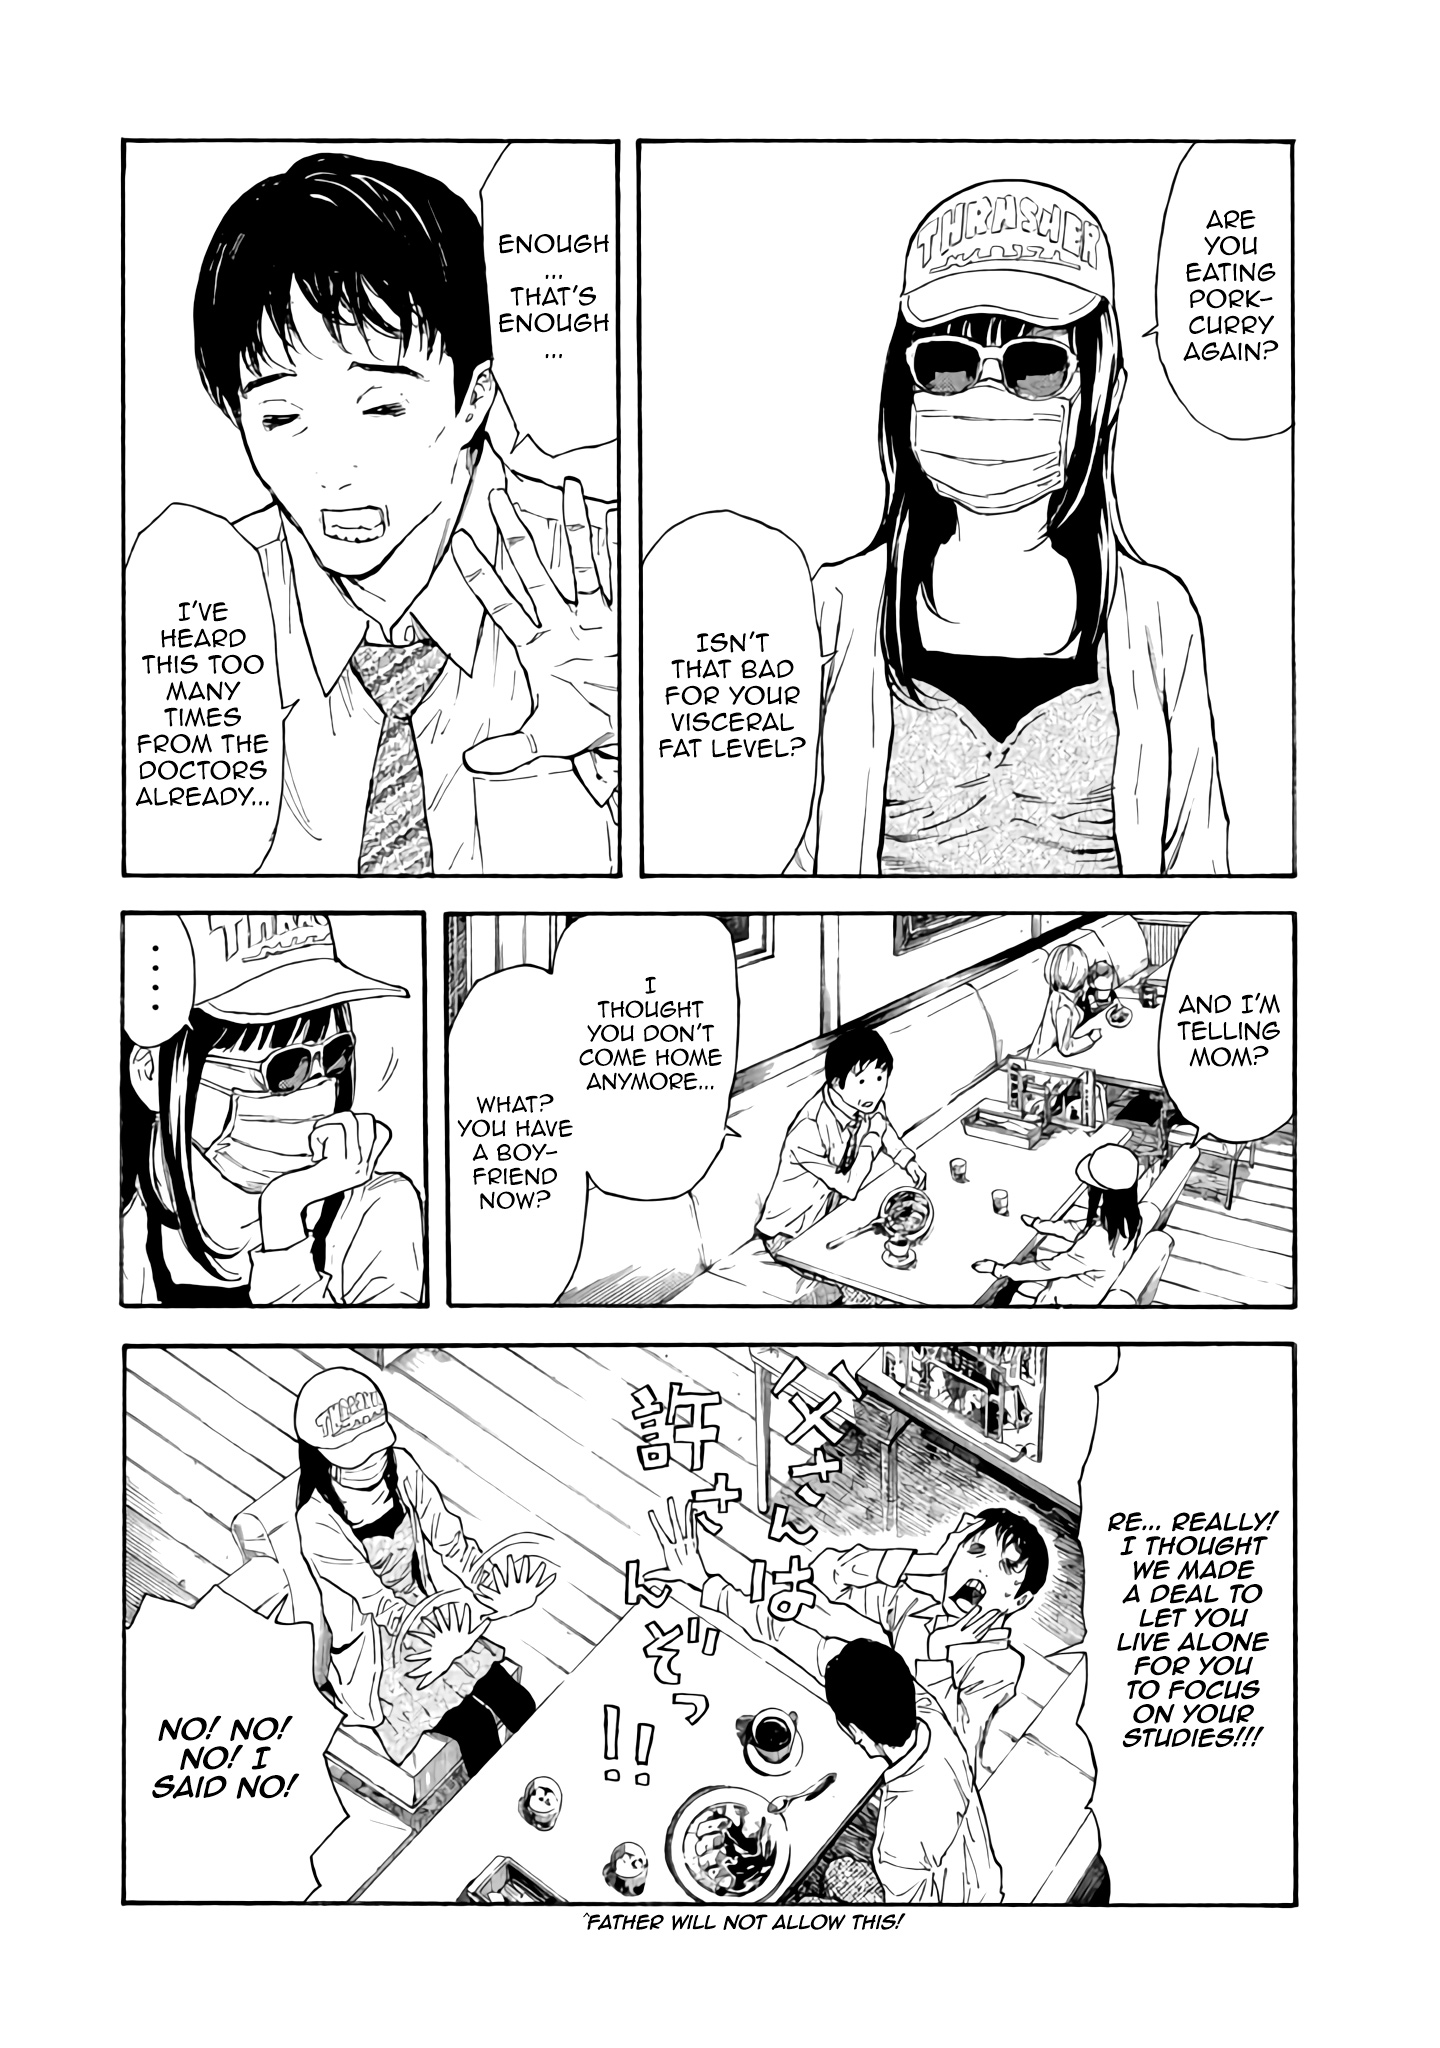 ARE
YOU
EATING
PORK-
CURRY
AGAIN?
THRASHER
ISN'T
THAT BAD
FOR YOUR
VISCERAL
FAT LEVEL?
ENOUGH
...
THAT'S
ENOUGH
...
I'VE
HEARD
THIS TOO
MANY
TIMES
FROM THE
DOCTORS
ALREADY...
AND I'M
TELLING
MOM?
I
THOUGHT
YOU DON'T
COME HOME
ANYMORE...
WHAT?
YOU HAVE
A BOY-
FRIEND
NOW?
....
THRA
RE... REALLY!
I THOUGHT
WE MADE
A DEAL TO
LET YOU
LIVE ALONE
FOR YOU
TO FOCUS
ON YOUR
STUDIES!!!
父さんは
許さんぞっ!!
NO! NO!
NO! I
SAID NO!
^FATHER WILL NOT ALLOW THIS!